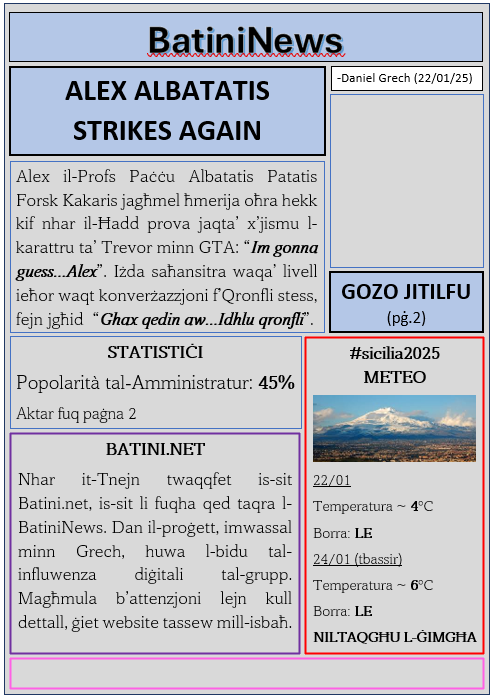 BatiniNews
ALEX ALBATATIS
STRIKES AGAIN
-Daniel Grech (22/01/25)
Alex il-Profs Paċċu Albatatis Patatis
Forsk Kakaris jagħmel ħmerija oħra hekk
kif nhar il-Ħadd prova jaqta’ x’jismu l-
karattru ta’ Trevor minn GTA: “Im gonna
guess...Alex”. Iżda saħansitra waqa’ livell
ieħor waqt konverżazzjoni f’Qronfli stess,
fejn jgħid “Ghax qedin aw...Idhlu qronfli”.
GOZO JITILFU
(pġ.2)
STATISTIĊI
Popolarità tal-Amministratur: 45%
Aktar fuq paġna 2
BATINI.NET
Nhar it-Tnejn twaqqfet is-sit
Batini.net, is-sit li fuqha qed taqra l-
BatiniNews. Dan il-proġett, imwassal
minn Grech, huwa l-bidu tal-
influwenza diġitali tal-grupp.
Magħmula b’attenzjoni lejn kull
dettall, ġiet website tassew mill-isbaħ.
#sicilia2025
METEO
22/01
Temperatura ~ 4°C
Borra: LE
24/01 (tbassir)
Temperatura ~ 6°C
Borra: LE
NILTAQGĦU L-ĠIMGĦA